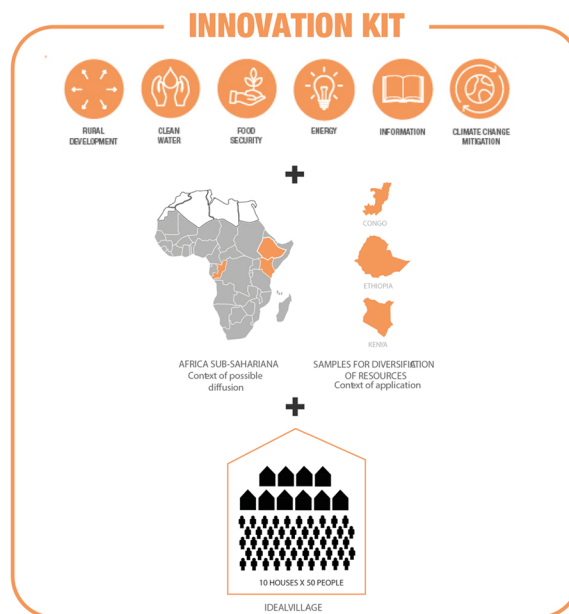 INNOVATION KIT
RURAL
DEVELOPMENT
CLEAN
WATER
FOOD
SECURITY
ENERGY
INFORMATION
CLIMATE CHANGE
MITIGATION
+
CONGO
ETHIOPIA
KENYA
AFRICA SUB-SAHARIANA
Context of possible
diffusion
SAMPLES FOR DIVERSIFICATION
OF RESOURCES
Context of application
+
10 HOUSES X 50 PEOPLE
IDEALVILLAGE